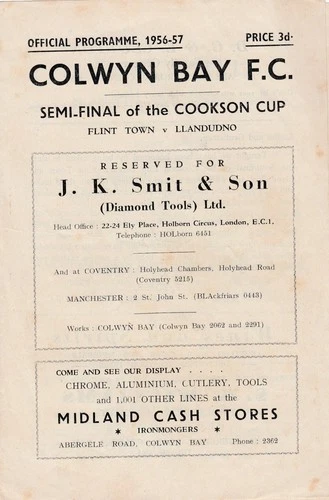 OFFICIAL PROGRAMME, 1956-57 PRICE 3d.
COLWYN BAY F.C.
SEMI-FINAL of the COOKSON CUP
FLINT TOWN v LLANDUDNO
RESERVED FOR
J. K. Smit & Son
(Diamond Tools) Ltd.
Head Office : 22-24 Ely Place, Holborn Circus, London, E.C.1.
Telephone : HOLborn 6451
And at COVENTRY : Holyhead Chambers, Holyhead Road
(Coventry 5215)
MANCHESTER : 2 St. John St. (BLAckfriars 0443)
Works : COLWYN BAY (Colwyn Bay 2062 and 2291)
COME AND SEE OUR DISPLAY . . . .
CHROME, ALUMINIUM, CUTLERY, TOOLS
and 1,001 OTHER LINES at the
MIDLAND CASH STORES
★ IRONMONGERS ★
ABERGELE ROAD, COLWYN BAY Phone : 2362